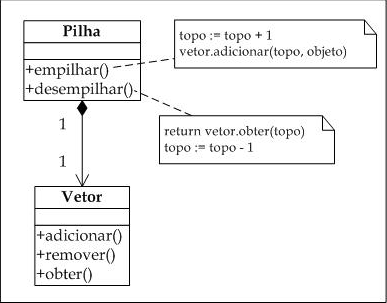 Pilha
+empilhar()
+desempilhar()
topo := topo + 1
vetor.adicionar(topo, objeto)
return vetor.obter(topo)
topo := topo - 1
1
1
Vetor
+adicionar()
+remover()
+obter()